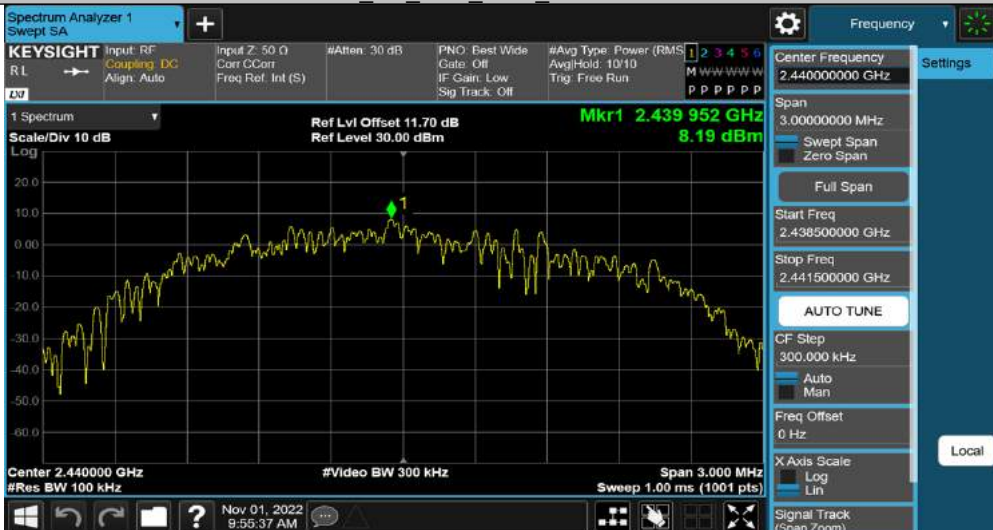 Spectrum Analyzer 1
Swept SA
+
Frequency
KEYSIGHT
RL
LXI
Input: RF
Coupling: DC
Align: Auto
Input Z: 50 Ω
Corr CCorr
Freq Ref: Int (S)
#Atten: 30 dB
PNO: Best Wide
Gate: Off
IF Gain: Low
Sig Track: Off
#Avg Type: Power (RMS
Avg|Hold: 10/10
Trig: Free Run
1 2 3 4 5 6
M W W W W W
P P P P P P
1 Spectrum
Scale/Div 10 dB
Log
Ref Lvl Offset 11.70 dB
Ref Level 30.00 dBm
Mkr1 2.439 952 GHz
8.19 dBm
20.0
10.0
0.00
-10.0
-20.0
-30.0
-40.0
-50.0
-60.0
1
Center 2.440000 GHz
#Res BW 100 kHz
#Video BW 300 kHz
Span 3.000 MHz
Sweep 1.00 ms (1001 pts)
Nov 01, 2022
9:55:37 AM
?
Center Frequency
2.440000000 GHz
Span
3.00000000 MHz
Swept Span
Zero Span
Full Span
Start Freq
2.438500000 GHz
Stop Freq
2.441500000 GHz
AUTO TUNE
CF Step
300.000 kHz
Auto
Man
Freq Offset
0 Hz
X Axis Scale
Log
Lin
Signal Track
(Span Zoom)
Settings
Local